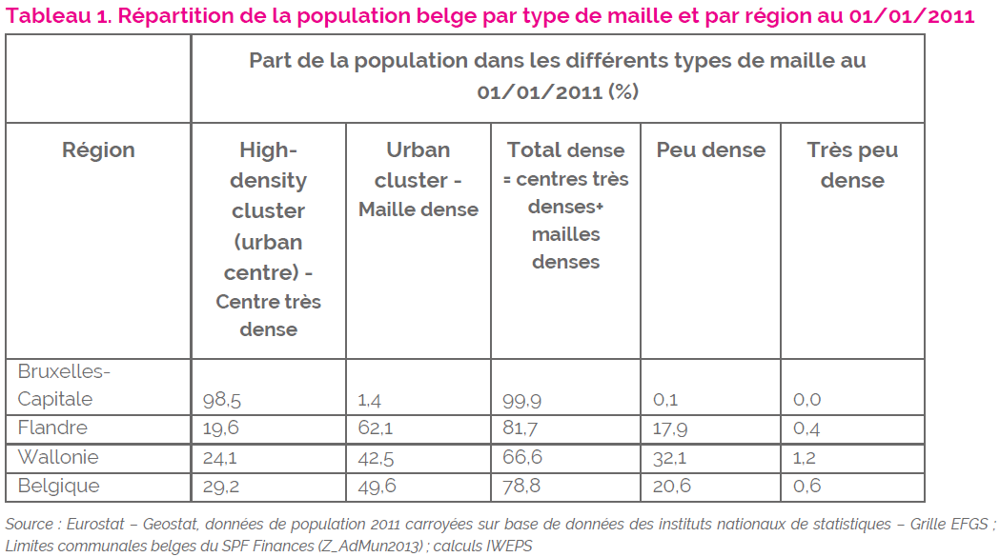 Tableau 1. Répartition de la population belge par type de maille et par région au 01/01/2011
Part de la population dans les différents types de maille au
01/01/2011 (%)
Région
High-
density
cluster
(urban
centre) -
Centre très
dense
Urban
cluster -
Maille dense
Total dense
= centres très
denses+
mailles
denses
Peu dense
Très peu
dense
Bruxelles-
Capitale 98,5 1,4 99,9 0,1 0,0
Flandre 19,6 62,1 81,7 17,9 0,4
Wallonie 24,1 42,5 66,6 32,1 1,2
Belgique 29,2 49,6 78,8 20,6 0,6
Source : Eurostat – Geostat, données de population 2011 carroyées sur base de données des instituts nationaux de statistiques – Grille EFGS ;
Limites communales belges du SPF Finances (Z_AdMun2013) ; calculs IWEPS